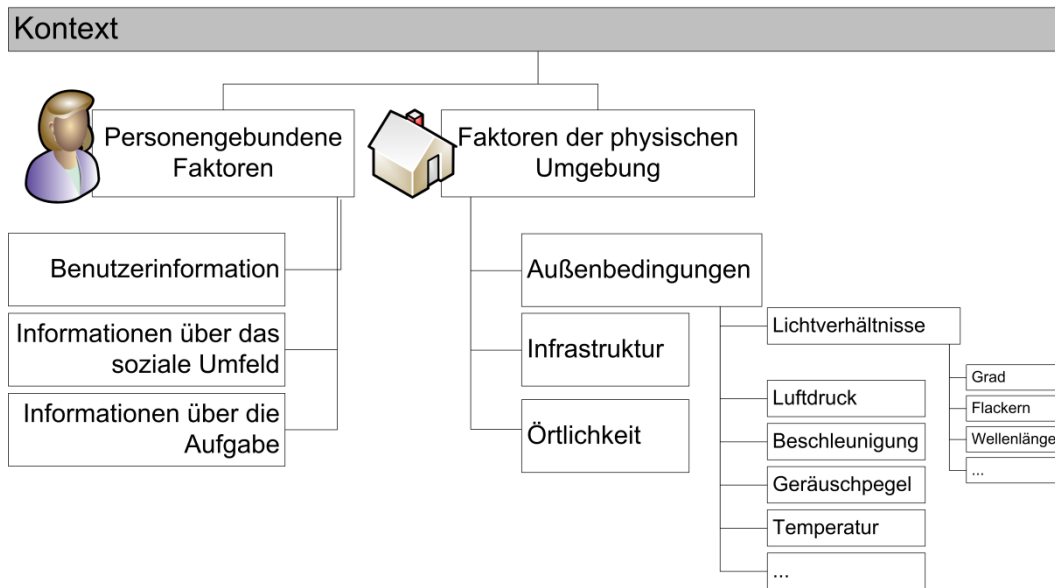 Kontext
Personengebundene
Faktoren
Faktoren der physischen
Umgebung
Benutzerinformation
Informationen über das
soziale Umfeld
Informationen über die
Aufgabe
Außenbedingungen
Infrastruktur
Örtlichkeit
Lichtverhältnisse
Luftdruck
Beschleunigung
Geräuschpegel
Temperatur
...
Grad
Flackern
Wellenlänge
...